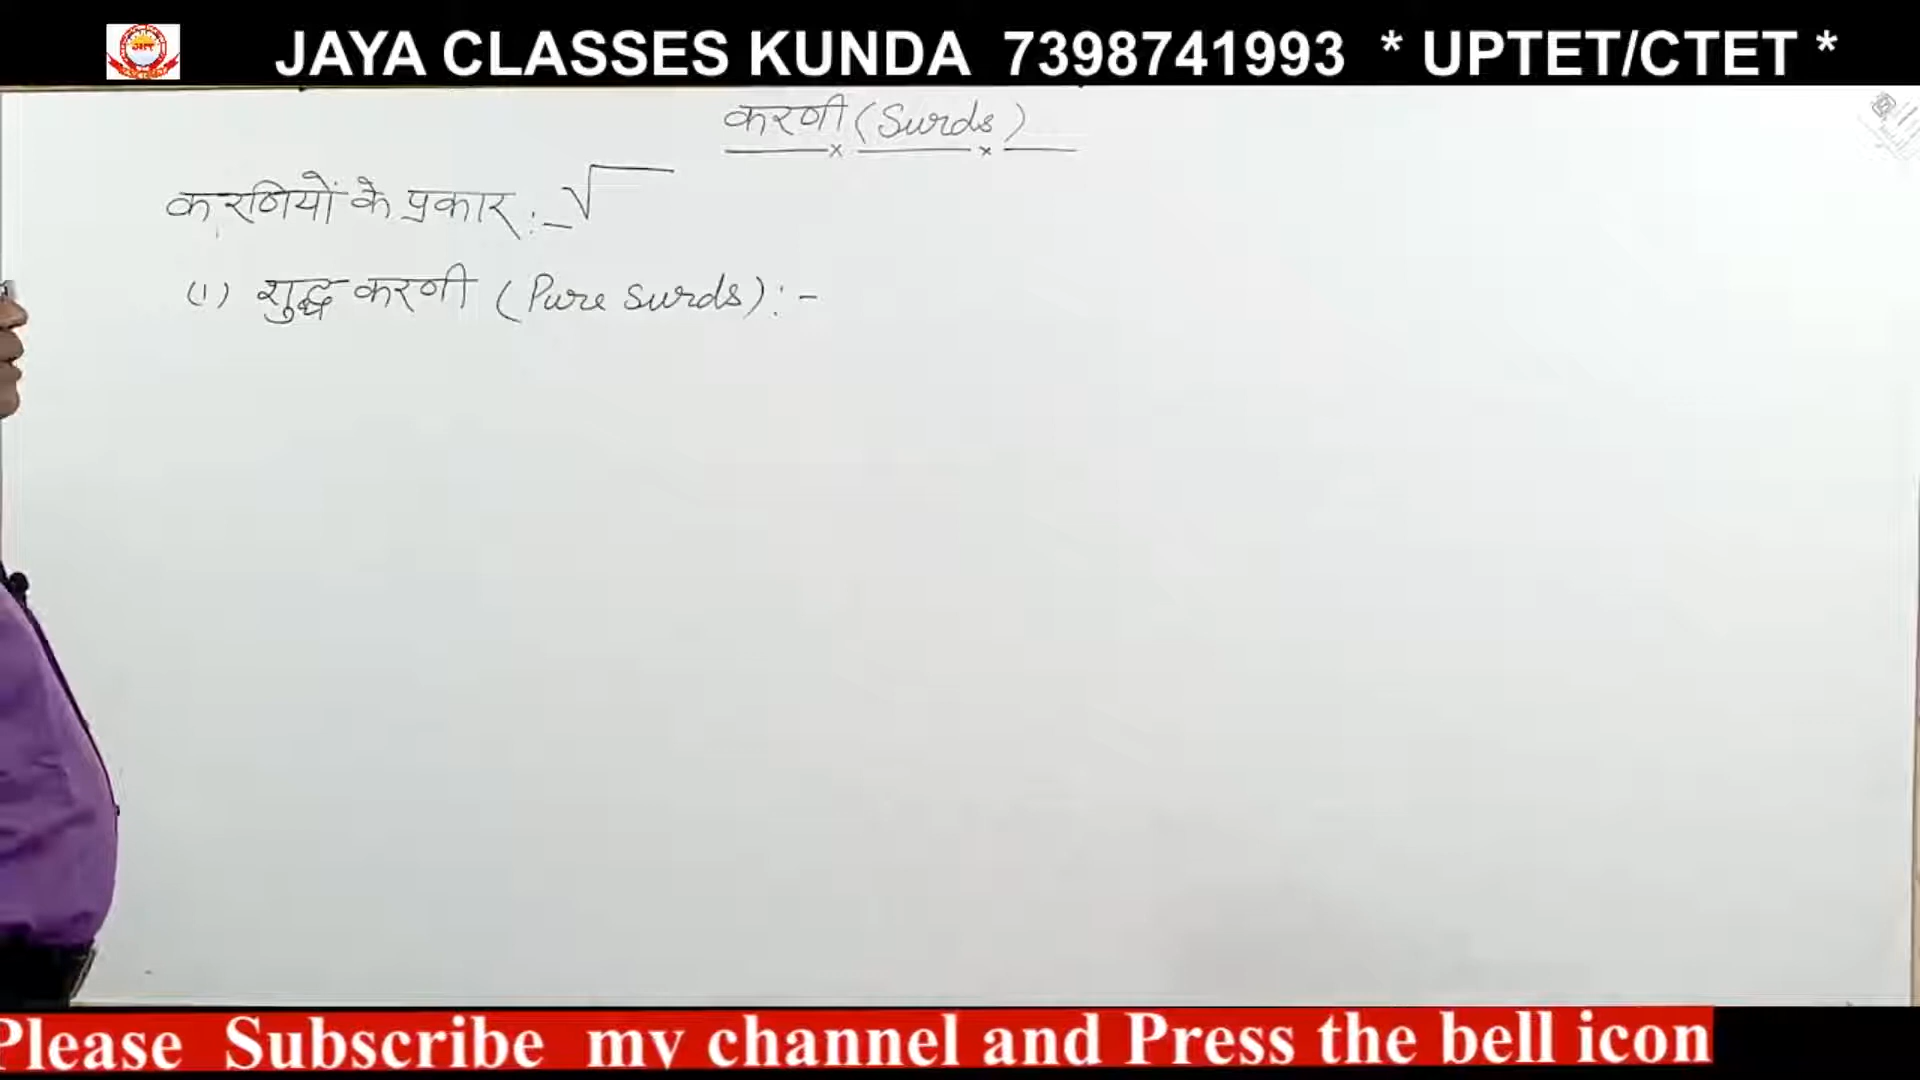 JAYA CLASSES KUNDA 7398741993 * UPTET/CTET *
करणी (Surds)
करणियों के प्रकार :- √
(1) शुद्ध करणी (Pure Surds) :-
Please Subscribe my channel and Press the bell icon